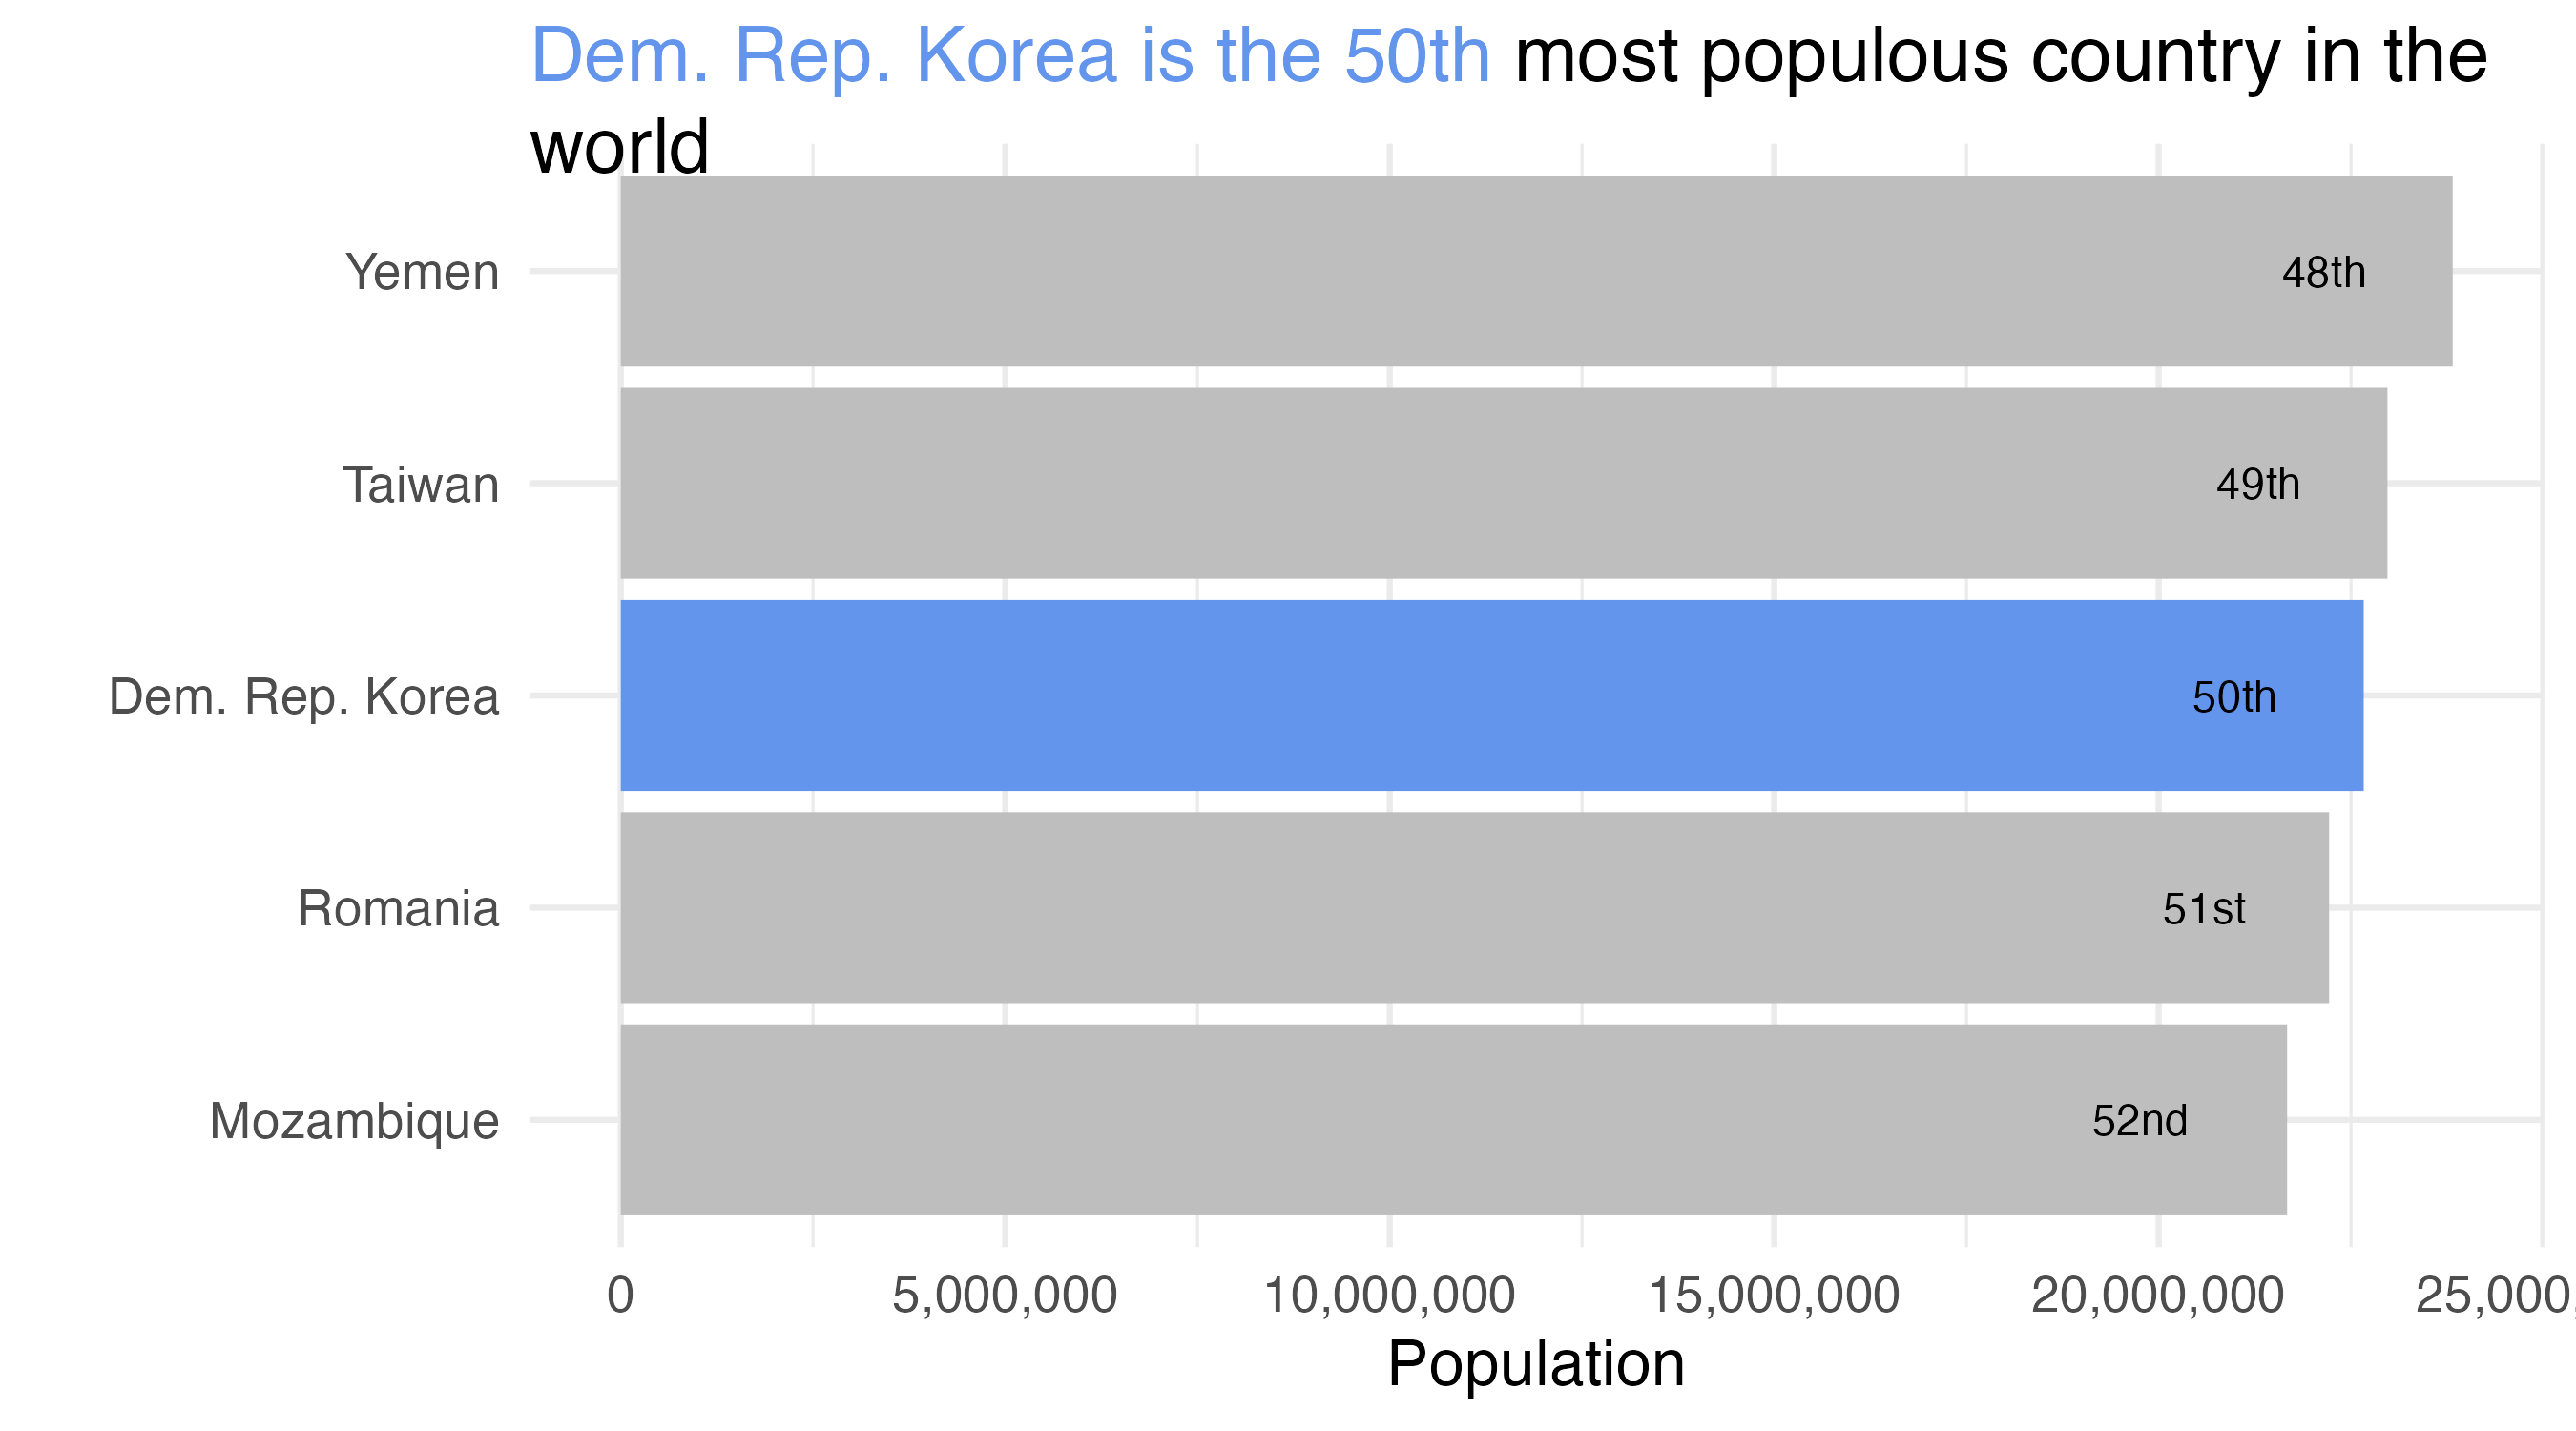 Dem. Rep. Korea is the 50th most populous country in the
world
Yemen
48th
Taiwan
49th
Dem. Rep. Korea
50th
Romania
51st
Mozambique
52nd
0 5,000,000 10,000,000 15,000,000 20,000,000 25,000,
Population